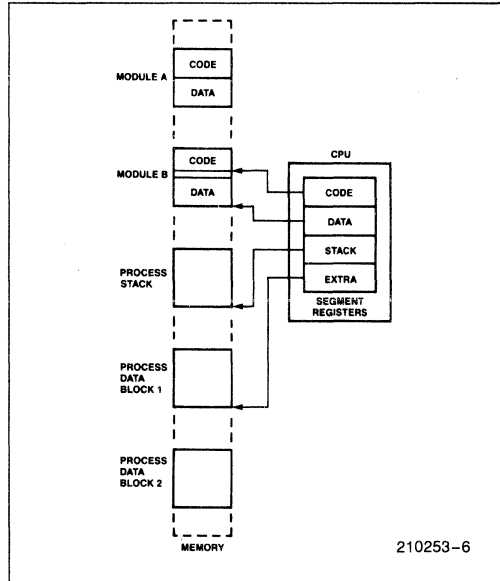 MODULE A
CODE
DATA
MODULE B
CODE
DATA
PROCESS
STACK
PROCESS
DATA
BLOCK 1
PROCESS
DATA
BLOCK 2
MEMORY
CPU
CODE
DATA
STACK
EXTRA
SEGMENT
REGISTERS
210253-6